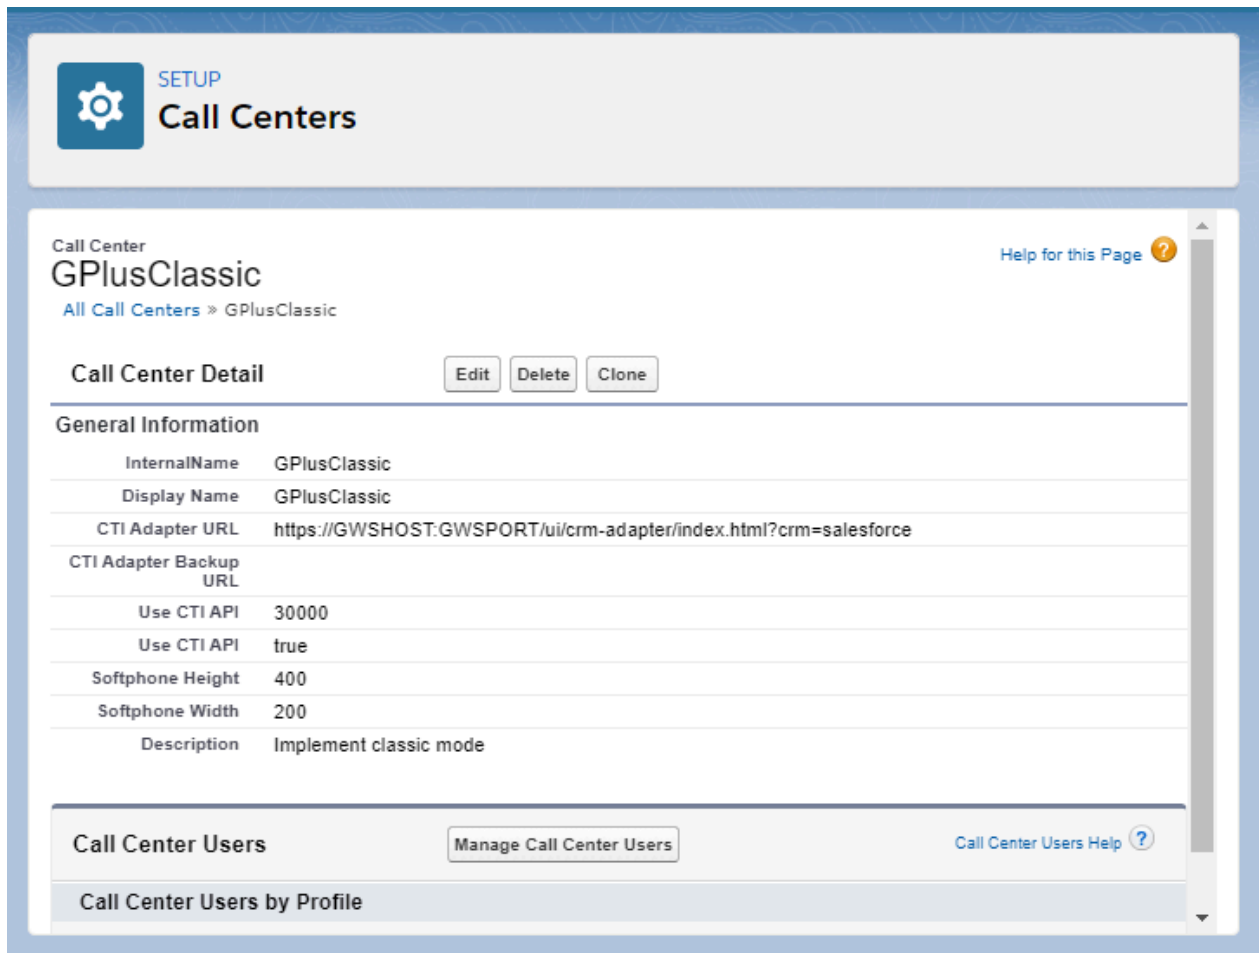 SETUP
Call Centers
Call Center
GPlusClassic
Help for this Page ?
All Call Centers » GPlusClassic
Call Center Detail Edit Delete Clone
General Information
InternalName GPlusClassic
Display Name GPlusClassic
CTI Adapter URL https://GWSHOST:GWSPORT/ui/crm-adapter/index.html?crm=salesforce
CTI Adapter Backup
URL
Use CTI API 30000
Use CTI API true
Softphone Height 400
Softphone Width 200
Description Implement classic mode
Call Center Users Manage Call Center Users Call Center Users Help ?
Call Center Users by Profile